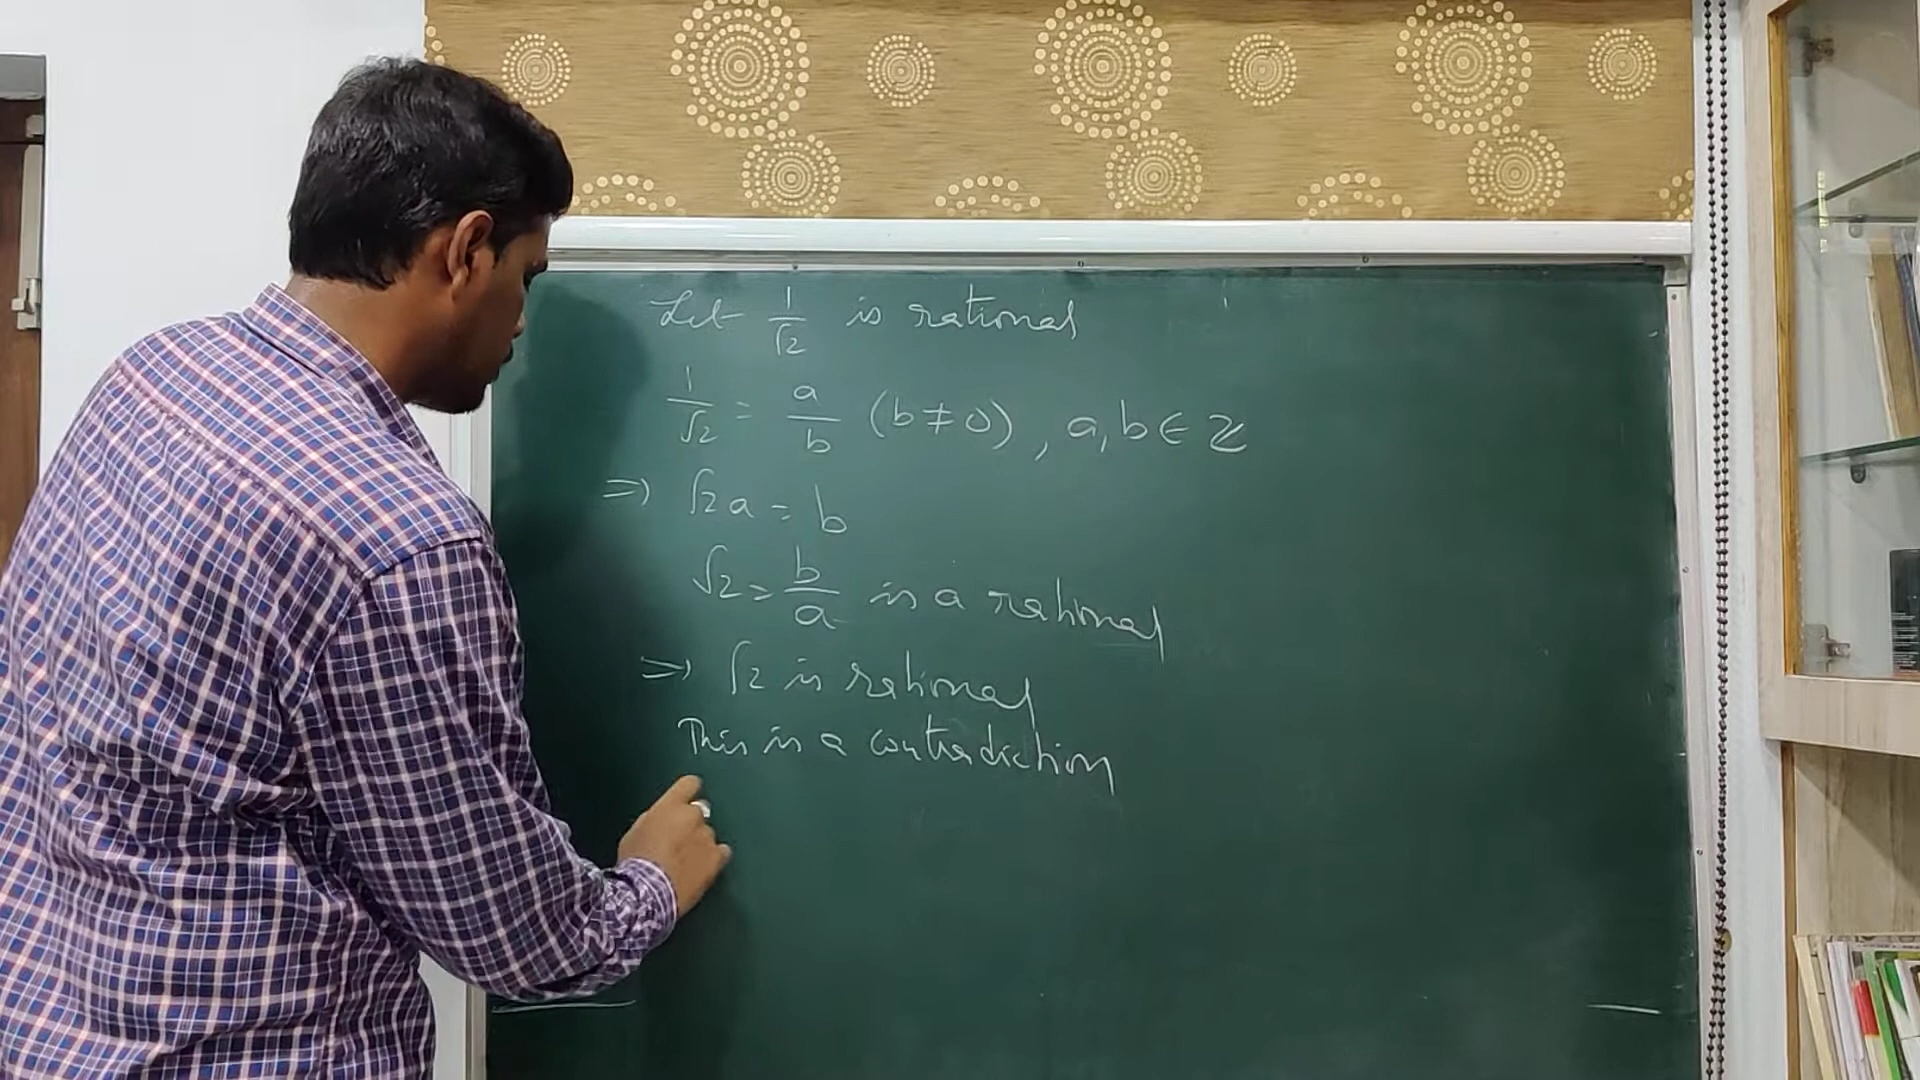 Let 1/√2 is rational
1/√2 = a/b (b ≠ 0), a, b ∈ ℤ
⇒ √2 a = b
√2 = b/a is a rational
⇒ √2 is rational
This is a contradiction